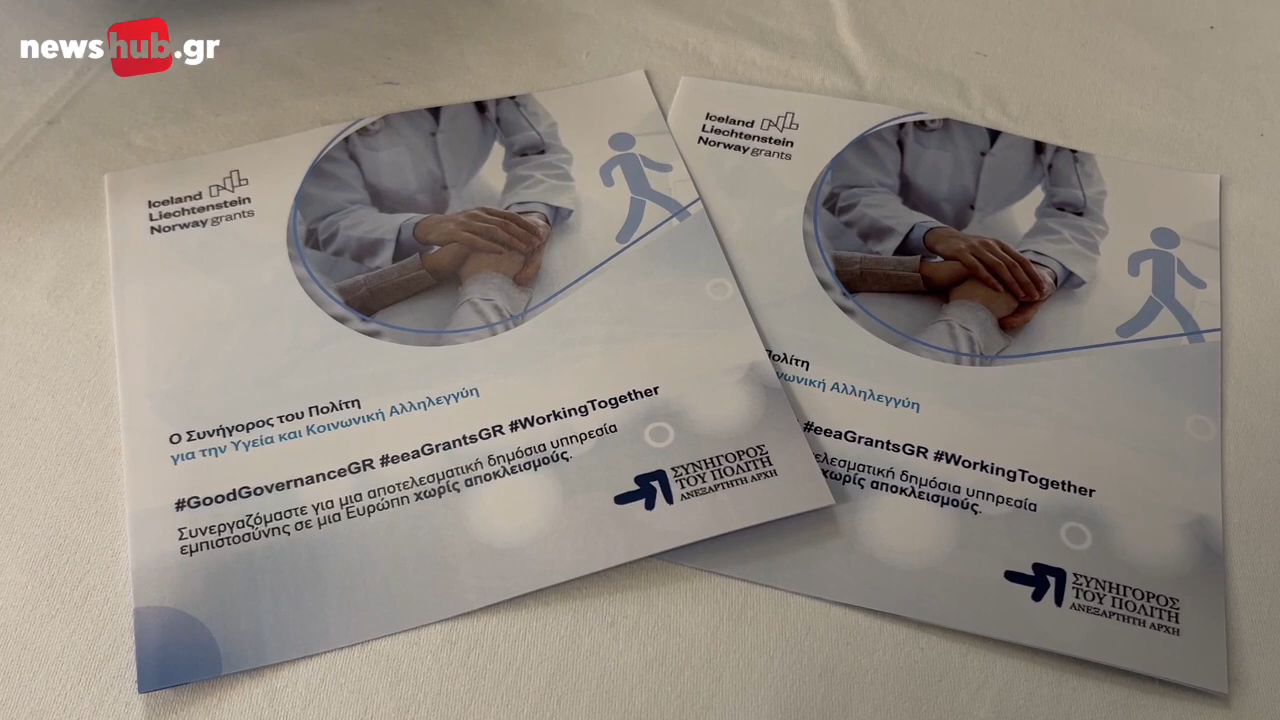 newshub.gr
Iceland
Liechtenstein
Norway grants
Ο Συνήγορος του Πολίτη
για την Υγεία και Κοινωνική Αλληλεγγύη
#GoodGovernanceGR #eeaGrantsGR #WorkingTogether
Συνεργαζόμαστε για μια αποτελεσματική δημόσια υπηρεσία
εμπιστοσύνης σε μια Ευρώπη χωρίς αποκλεισμούς.
ΣΥΝΗΓΟΡΟΣ
ΤΟΥ ΠΟΛΙΤΗ
ΑΝΕΞΑΡΤΗΤΗ ΑΡΧΗ
Iceland
Liechtenstein
Norway grants
Πολίτη
Αλληλεγγύη
#eeaGrantsGR #WorkingTogether
δημόσια υπηρεσία
χωρίς αποκλεισμούς.
ΣΥΝΗΓΟΡΟΣ
ΤΟΥ ΠΟΛΙΤΗ
ΑΝΕΞΑΡΤΗΤΗ ΑΡΧΗ